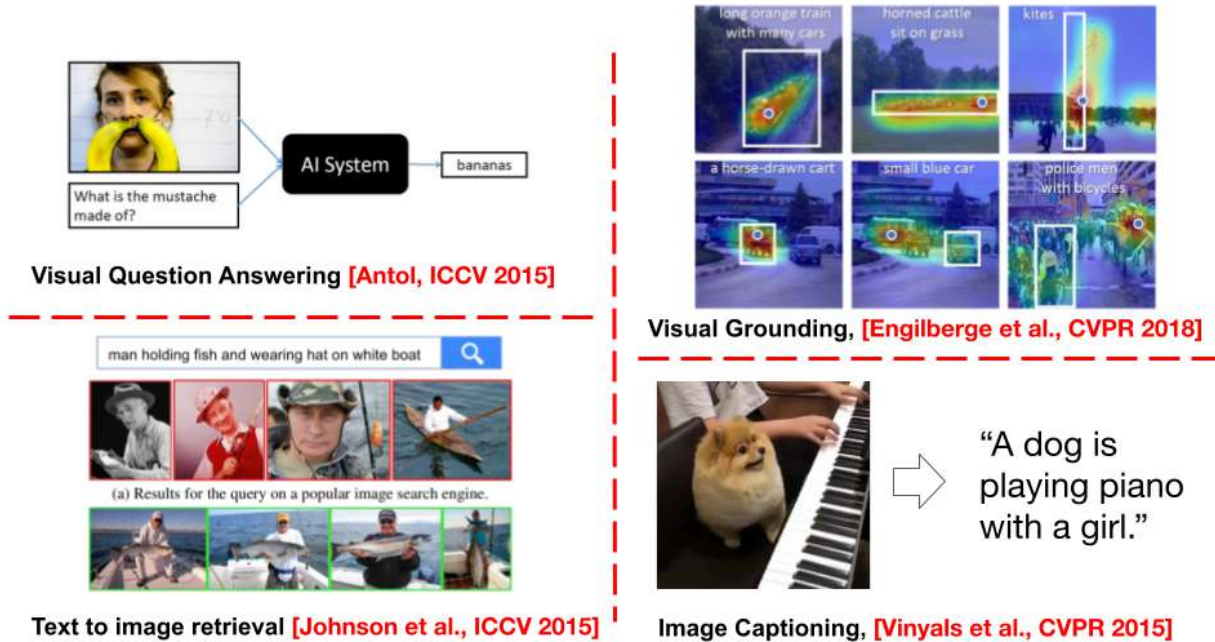 What is the mustache
made of?
AI System
bananas
Visual Question Answering [Antol, ICCV 2015]
man holding fish and wearing hat on white boat
(a) Results for the query on a popular image search engine.
Text to image retrieval [Johnson et al., ICCV 2015]
long orange train
with many cars
horned cattle
sit on grass
kites
a horse-drawn cart
small blue car
police men
with bicycles
Visual Grounding, [Engilberge et al., CVPR 2018]
“A dog is
playing piano
with a girl.”
Image Captioning, [Vinyals et al., CVPR 2015]